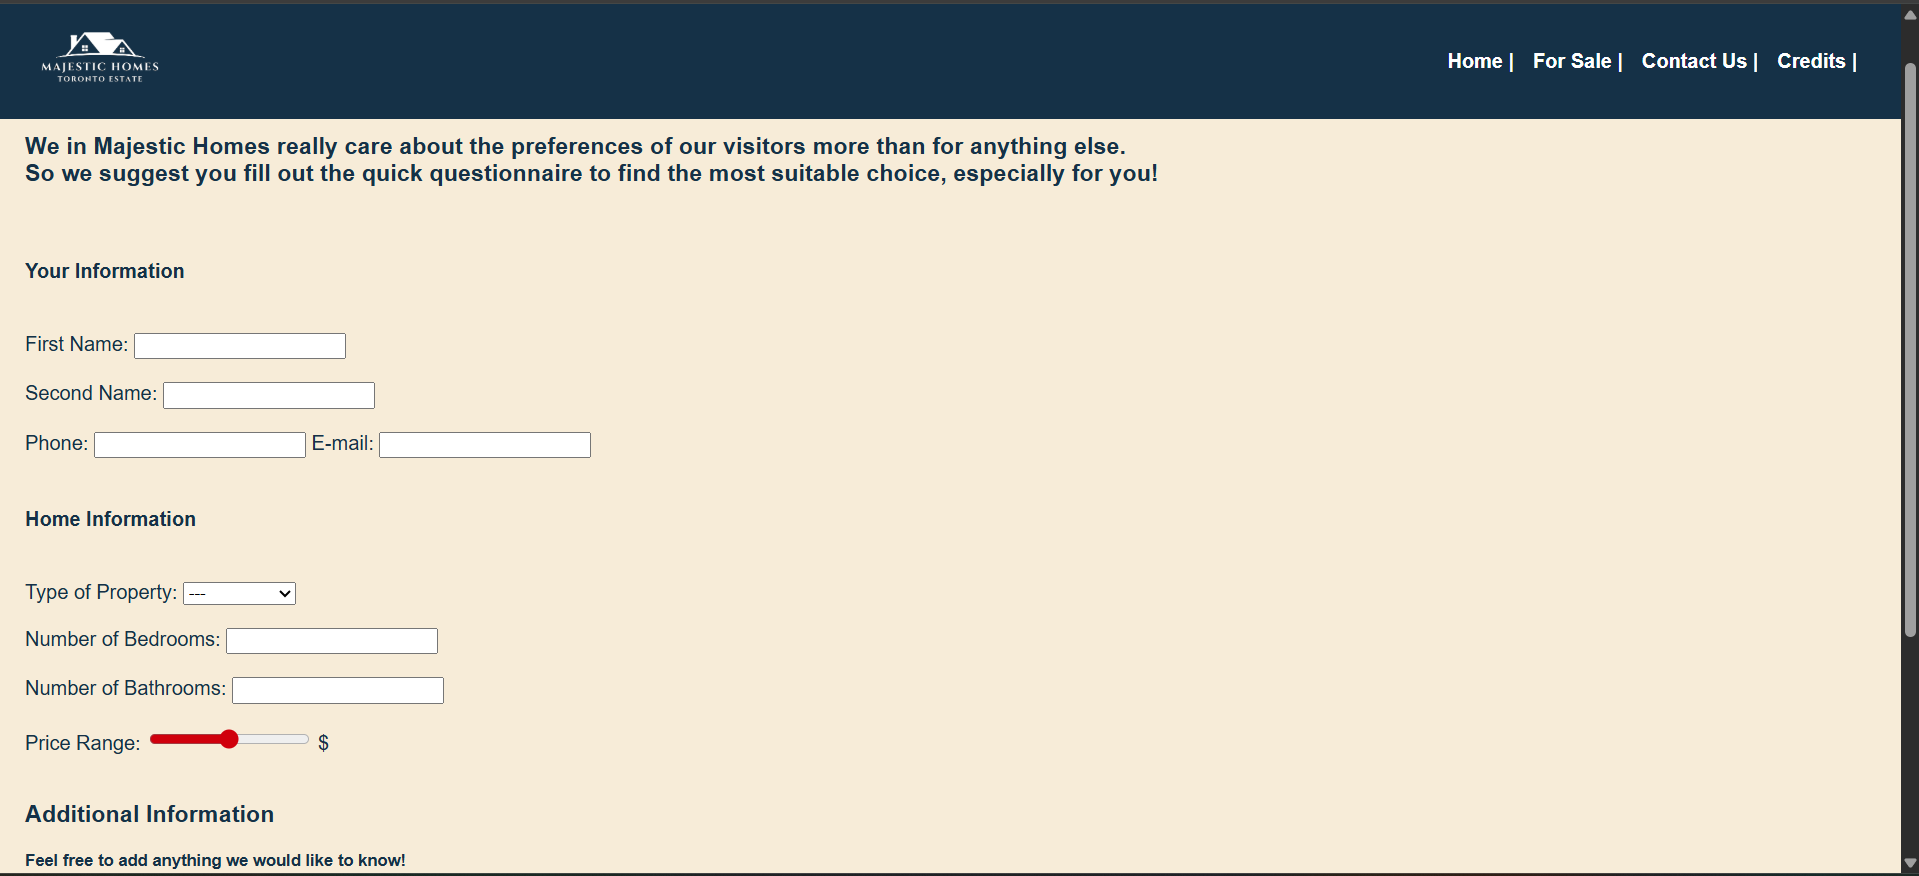 MAJESTIC HOMES
TORONTO ESTATE
Home | For Sale | Contact Us | Credits |
We in Majestic Homes really care about the preferences of our visitors more than for anything else.
So we suggest you fill out the quick questionnaire to find the most suitable choice, especially for you!
Your Information
First Name:
Second Name:
Phone: E-mail:
Home Information
Type of Property: ---
Number of Bedrooms:
Number of Bathrooms:
Price Range: $
Additional Information
Feel free to add anything we would like to know!